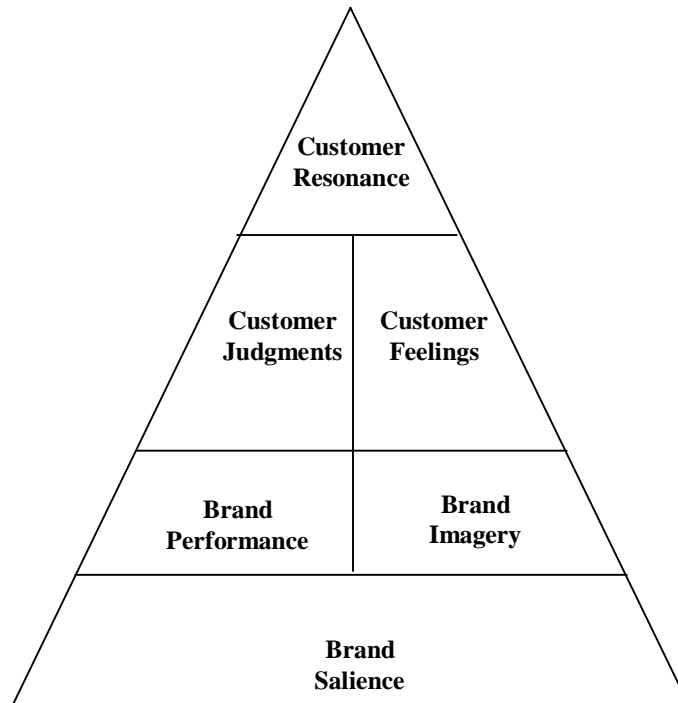 Customer
Resonance
Customer
Judgments
Customer
Feelings
Brand
Performance
Brand
Imagery
Brand
Salience